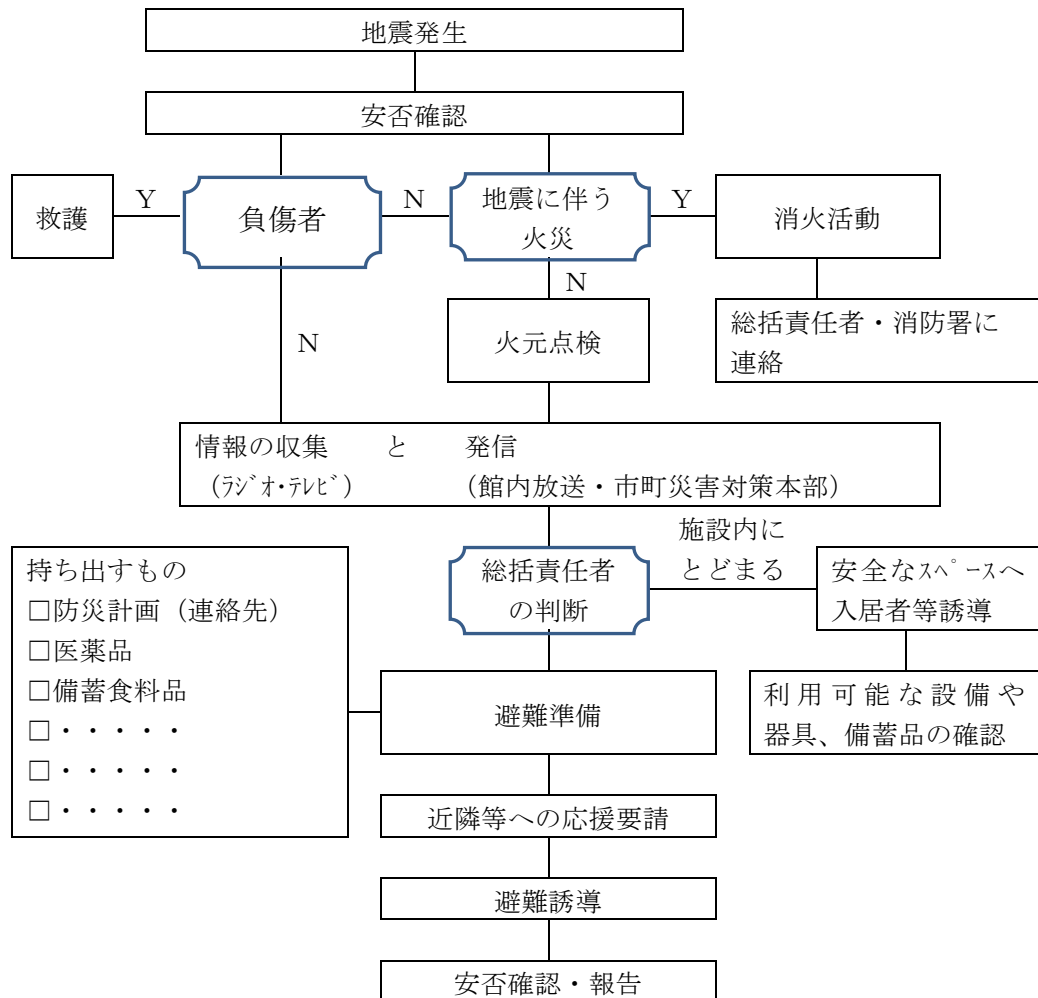 地震発生
安否確認
救護
Y
負傷者
N
地震に伴う
火災
Y
消火活動
N
N
火元点検
総括責任者・消防署に
連絡
情報の収集　　と　　発信
（ﾗｼﾞｵ・ﾃﾚﾋﾞ）　　　（館内放送・市町災害対策本部）
持ち出すもの
□防災計画（連絡先）
□医薬品
□備蓄食料品
□・・・・・
□・・・・・
□・・・・・
総括責任者
の判断
施設内に
とどまる
安全なｽﾍﾟｰｽへ
入居者等誘導
利用可能な設備や
器具、備蓄品の確認
避難準備
近隣等への応援要請
避難誘導
安否確認・報告